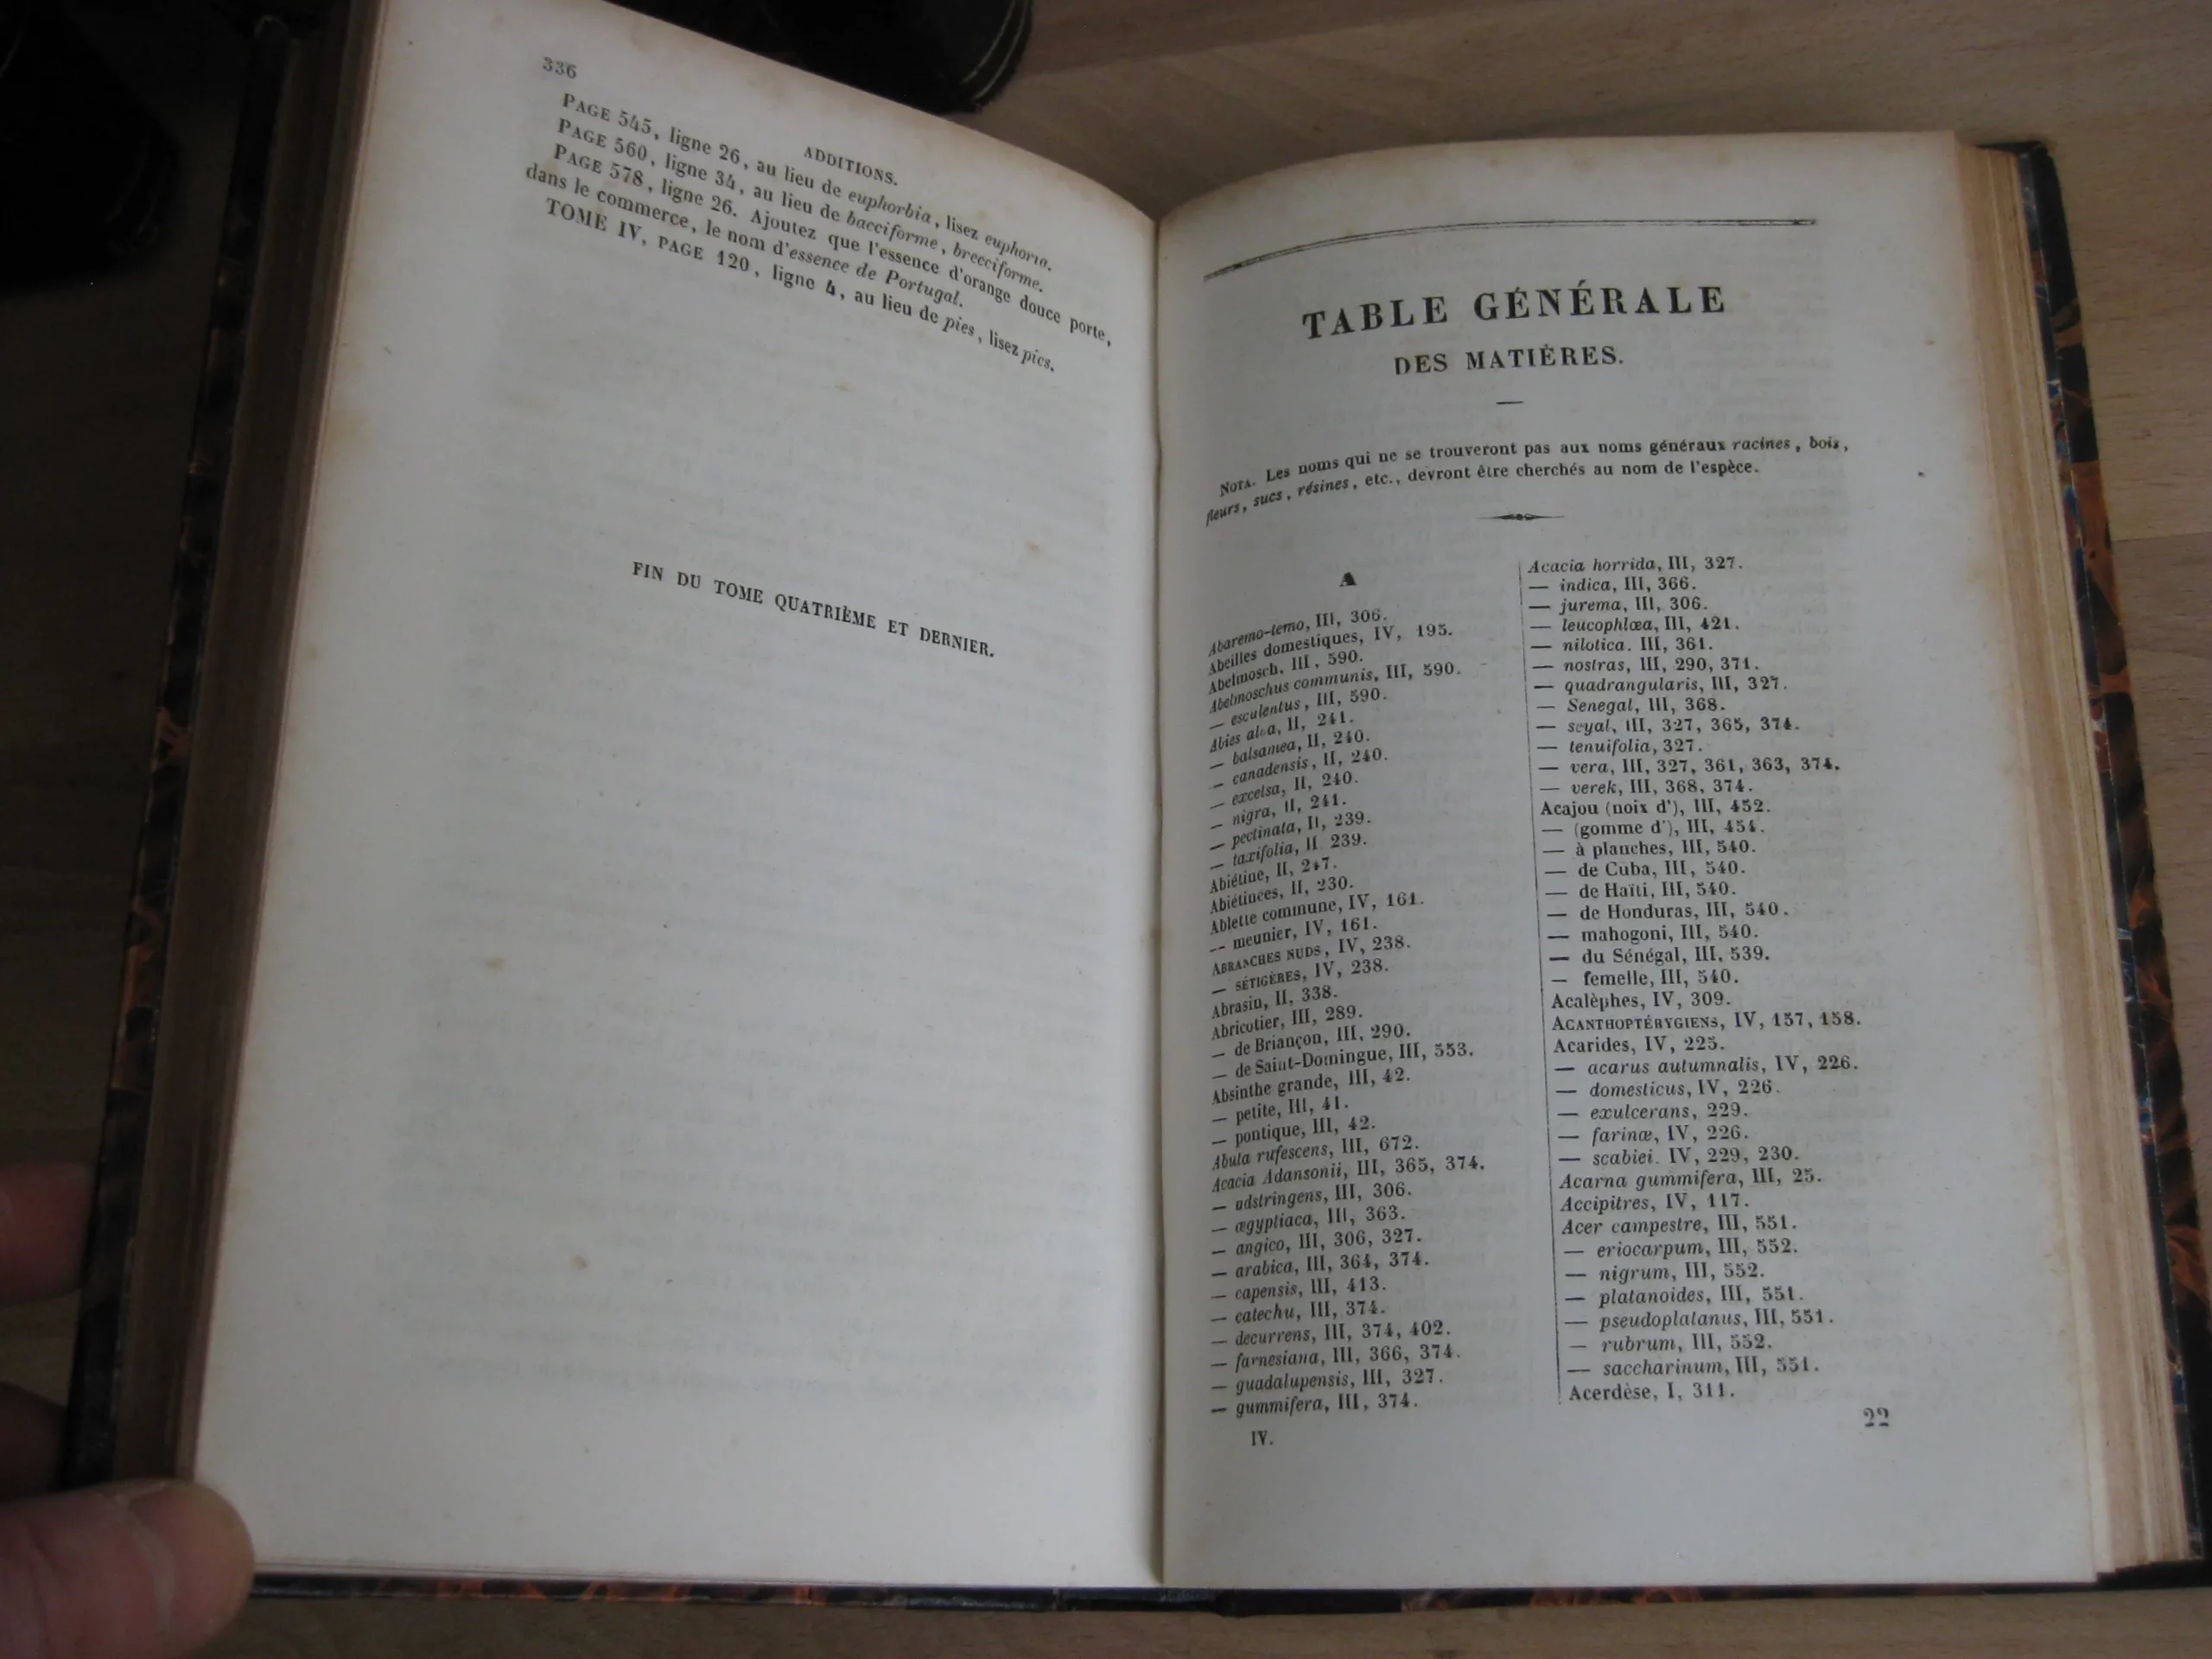 336
ADDITIONS.
PAGE 545, ligne 26, au lieu de euphorbia, lisez euphoria.
PAGE 560, ligne 34, au lieu de bacciforme, brecciforme.
PAGE 578, ligne 26. Ajoutez que l'essence d'orange douce porte,
dans le commerce, le nom d'essence de Portugal.
TOME IV, PAGE 120, ligne 4, au lieu de pies, lisez pics.
FIN DU TOME QUATRIÈME ET DERNIER.
TABLE GÉNÉRALE
DES MATIÈRES.
NOTA. Les noms qui ne se trouveront pas aux noms généraux racines, bois,
fleurs, sucs, résines, etc., devront être cherchés au nom de l'espèce.
A
Abaremo-temo, III, 306.
Abeilles domestiques, IV, 195.
Abelmosch, III, 590.
Abelmoschus communis, III, 590.
— esculentus, III, 590.
Abies alba, II, 241.
— balsamea, II, 240.
— canadensis, II, 240.
— excelsa, II, 240.
— nigra, II, 241.
— pectinata, II, 239.
— taxifolia, II 239.
Abiétine, II, 247.
Abiétinées, II, 230.
Ablette commune, IV, 161.
— meunier, IV, 161.
ABRANCHES NUDS, IV, 238.
— SÉTIGÈRES, IV, 238.
Abrasin, II, 338.
Abricotier, III, 289.
— de Briançon, III, 290.
— de Saint-Domingue, III, 553.
Absinthe grande, III, 42.
— petite, III, 41.
— pontique, III, 42.
Abuta rufescens, III, 672.
Acacia Adansonii, III, 365, 374.
— adstringens, III, 306.
— ægyptiaca, III, 363.
— angico, III, 306, 327.
— arabica, III, 364, 374.
— capensis, III, 413.
— catechu, III, 374.
— decurrens, III, 374, 402.
— farnesiana, III, 366, 374.
— guadalupensis, III, 327.
— gummifera, III, 374.
Acacia horrida, III, 327.
— indica, III, 366.
— jurema, III, 306.
— leucophlœa, III, 421.
— nilotica. III, 361.
— nostras, III, 290, 371.
— quadrangularis, III, 327.
— Senegal, III, 368.
— seyal, III, 327, 365, 374.
— tenuifolia, 327.
— vera, III, 327, 361, 363, 374.
— verek, III, 368, 374.
Acajou (noix d'), III, 452.
— (gomme d'), III, 454.
— à planches, III, 540.
— de Cuba, III, 540.
— de Haïti, III, 540.
— de Honduras, III, 540.
— mahogoni, III, 540.
— du Sénégal, III, 539.
— femelle, III, 540.
Acalèphes, IV, 309.
ACANTHOPTÉRYGIENS, IV, 157, 158.
Acarides, IV, 225.
— acarus autumnalis, IV, 226.
— domesticus, IV, 226.
— exulcerans, 229.
— farinæ, IV, 226.
— scabiei. IV, 229, 230.
Acarna gummifera, III, 25.
Accipitres, IV, 117.
Acer campestre, III, 551.
— eriocarpum, III, 552.
— nigrum, III, 552.
— platanoides, III, 551.
— pseudoplatanus, III, 551.
— rubrum, III, 552.
— saccharinum, III, 551.
Acerdèse, I, 311.
IV.
22